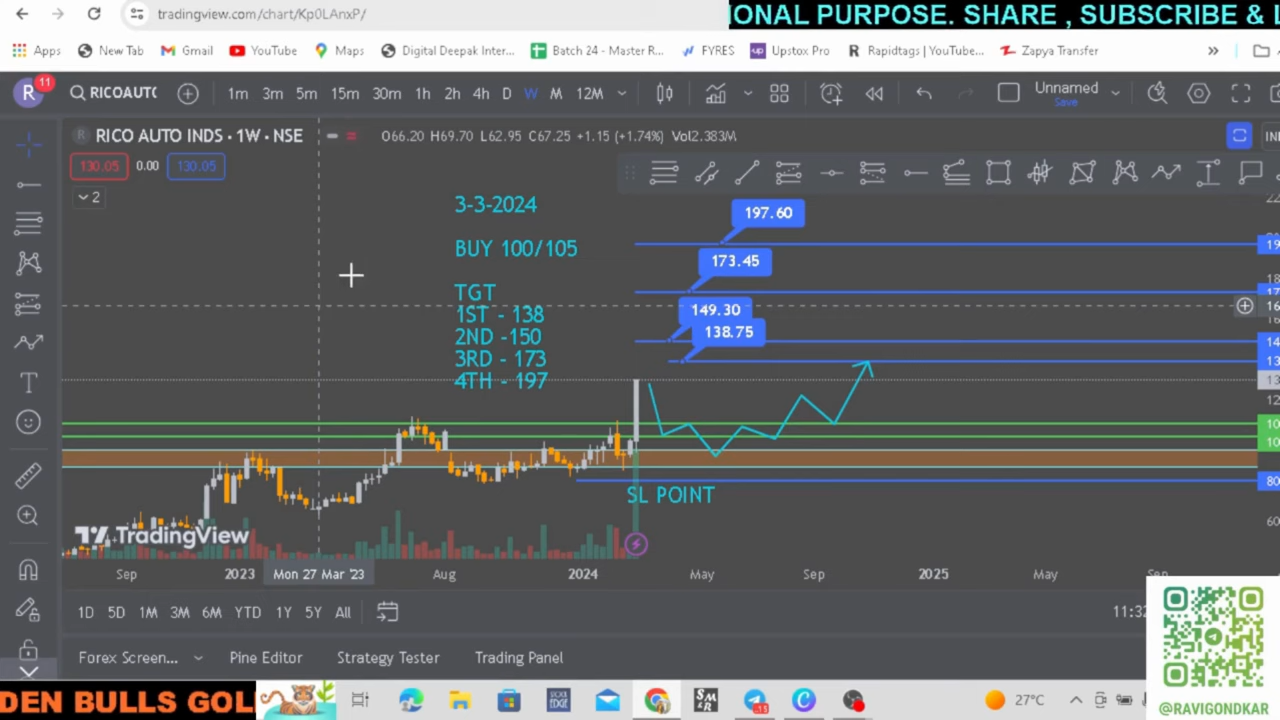 tradingview.com/chart/Kp0LAnxP/
IONAL PURPOSE. SHARE , SUBSCRIBE & L
Apps New Tab Gmail YouTube Maps Digital Deepak Inter... Batch 24 - Master R... FYRES Upstox Pro Rapidtags | YouTube... Zapya Transfer »
R 11 RICOAUTO 1m 3m 5m 15m 30m 1h 2h 4h D W M 12M Unnamed
Save
RICO AUTO INDS · 1W · NSE O66.20 H69.70 L62.95 C67.25 +1.15 (+1.74%) Vol2.383M
130.05 0.00 130.05
2
3-3-2024
197.60
BUY 100/105
173.45
TGT
1ST - 138
149.30
2ND -150
138.75
3RD - 173
4TH - 197
SL POINT
80
60
TradingView
Sep 2023 Mon 27 Mar '23 Aug 2024 May Sep 2025 May Sep
1D 5D 1M 3M 6M YTD 1Y 5Y All 11:32
Forex Screen... Pine Editor Strategy Tester Trading Panel
DEN BULLS GOL
27°C
@RAVIGONDKAR